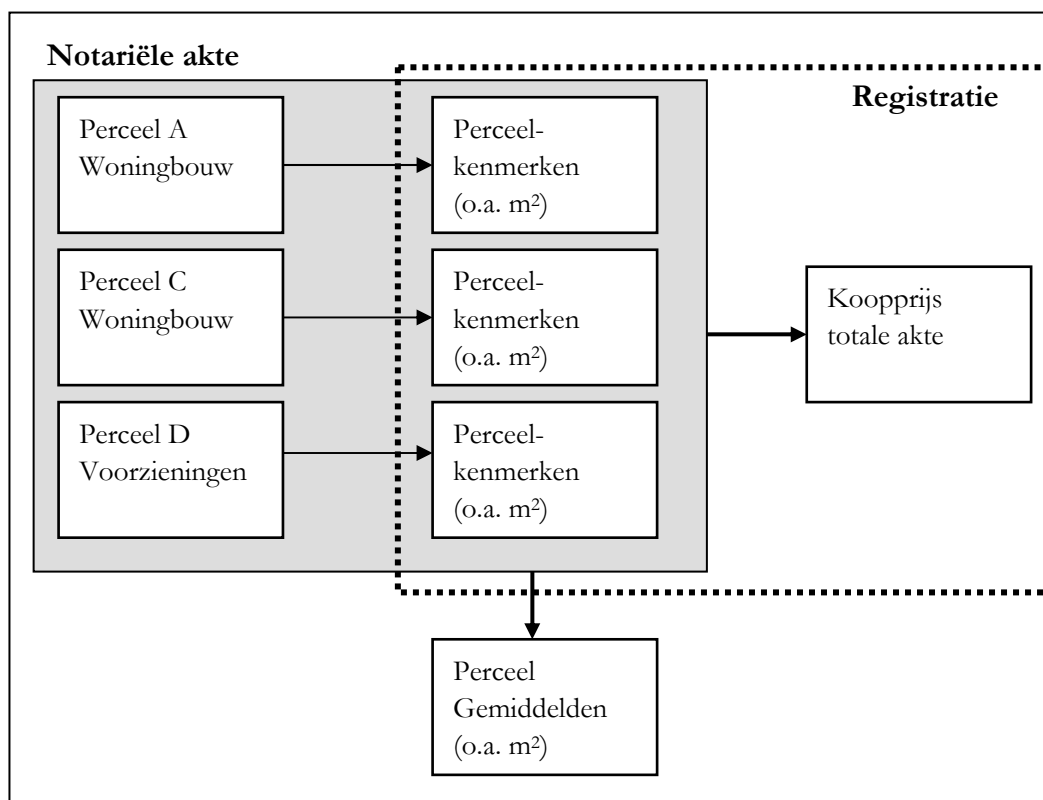 Notariële akte
Registratie
Perceel A
Woningbouw
Perceel-
kenmerken
(o.a. m²)
Perceel C
Woningbouw
Perceel-
kenmerken
(o.a. m²)
Koopprijs
totale akte
Perceel D
Voorzieningen
Perceel-
kenmerken
(o.a. m²)
Perceel
Gemiddelden
(o.a. m²)